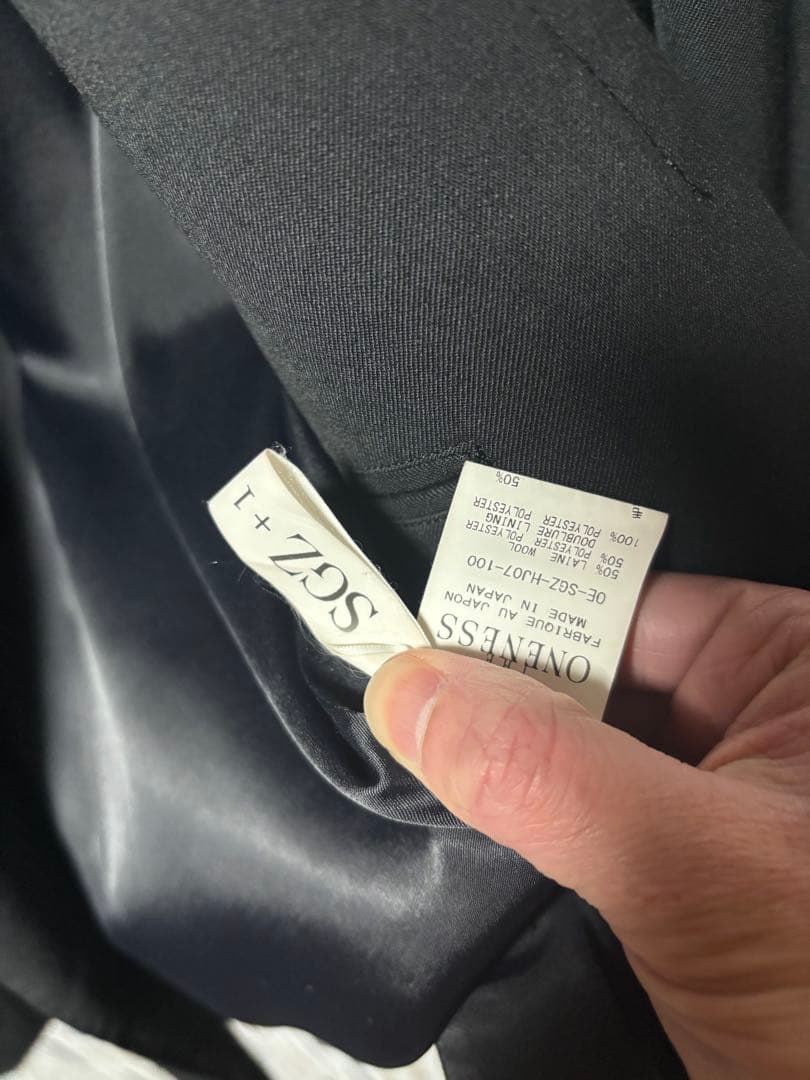 SGZ + 1
ONENESS
FABRIQUE AU JAPON
MADE IN JAPAN
OE-SGZ-HJ07-100
50% LAINE WOOL
50% POLYESTER POLYESTER
DOUBLURE LINING
100% POLYESTER POLYESTER
毛
50%